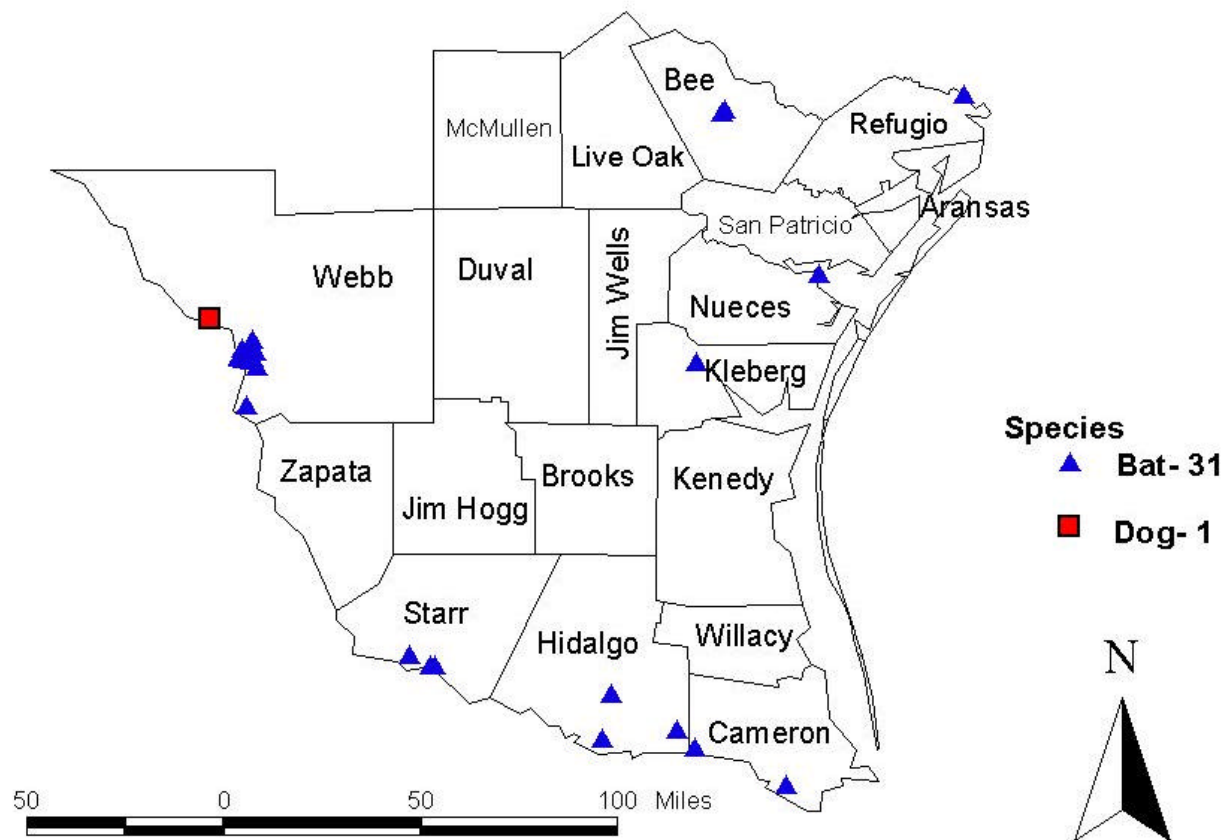 Bee
McMullen
Refugio
Live Oak
Aransas
San Patricio
Webb
Duval
Jim Wells
Nueces
Kleberg
Species
Bat- 31
Dog- 1
Zapata
Brooks
Kenedy
Jim Hogg
Starr
Hidalgo
Willacy
Cameron
N
50 0 50 100 Miles